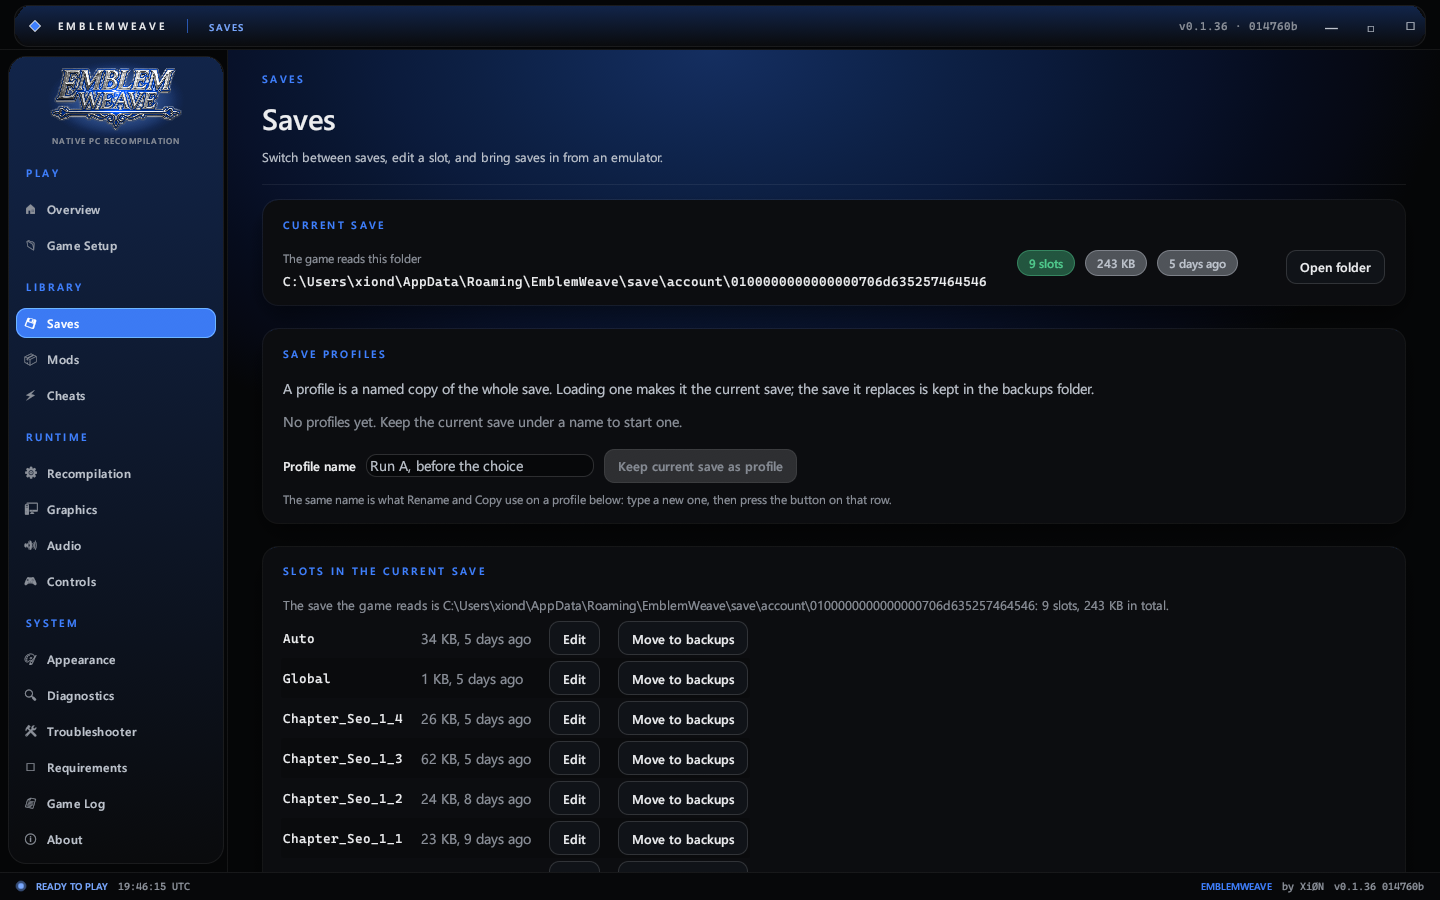 EMBLEMWEAVE
SAVES
v0.1.36 · 014760b
EMBLEM
WEAVE
NATIVE PC RECOMPILATION
PLAY
Overview
Game Setup
LIBRARY
Saves
Mods
Cheats
RUNTIME
Recompilation
Graphics
Audio
Controls
SYSTEM
Appearance
Diagnostics
Troubleshooter
Requirements
Game Log
About
SAVES
Saves
Switch between saves, edit a slot, and bring saves in from an emulator.
CURRENT SAVE
The game reads this folder
C:\Users\xiond\AppData\Roaming\EmblemWeave\save\account\0100000000000000706d635257464546
9 slots
243 KB
5 days ago
Open folder
SAVE PROFILES
A profile is a named copy of the whole save. Loading one makes it the current save; the save it replaces is kept in the backups folder.
No profiles yet. Keep the current save under a name to start one.
Profile name Run A, before the choice Keep current save as profile
The same name is what Rename and Copy use on a profile below: type a new one, then press the button on that row.
SLOTS IN THE CURRENT SAVE
The save the game reads is C:\Users\xiond\AppData\Roaming\EmblemWeave\save\account\0100000000000000706d635257464546: 9 slots, 243 KB in total.
Auto 34 KB, 5 days ago Edit Move to backups
Global 1 KB, 5 days ago Edit Move to backups
Chapter_Seo_1_4 26 KB, 5 days ago Edit Move to backups
Chapter_Seo_1_3 62 KB, 5 days ago Edit Move to backups
Chapter_Seo_1_2 24 KB, 8 days ago Edit Move to backups
Chapter_Seo_1_1 23 KB, 9 days ago Edit Move to backups
READY TO PLAY 19:46:15 UTC
EMBLEMWEAVE by XiØN v0.1.36 014760b